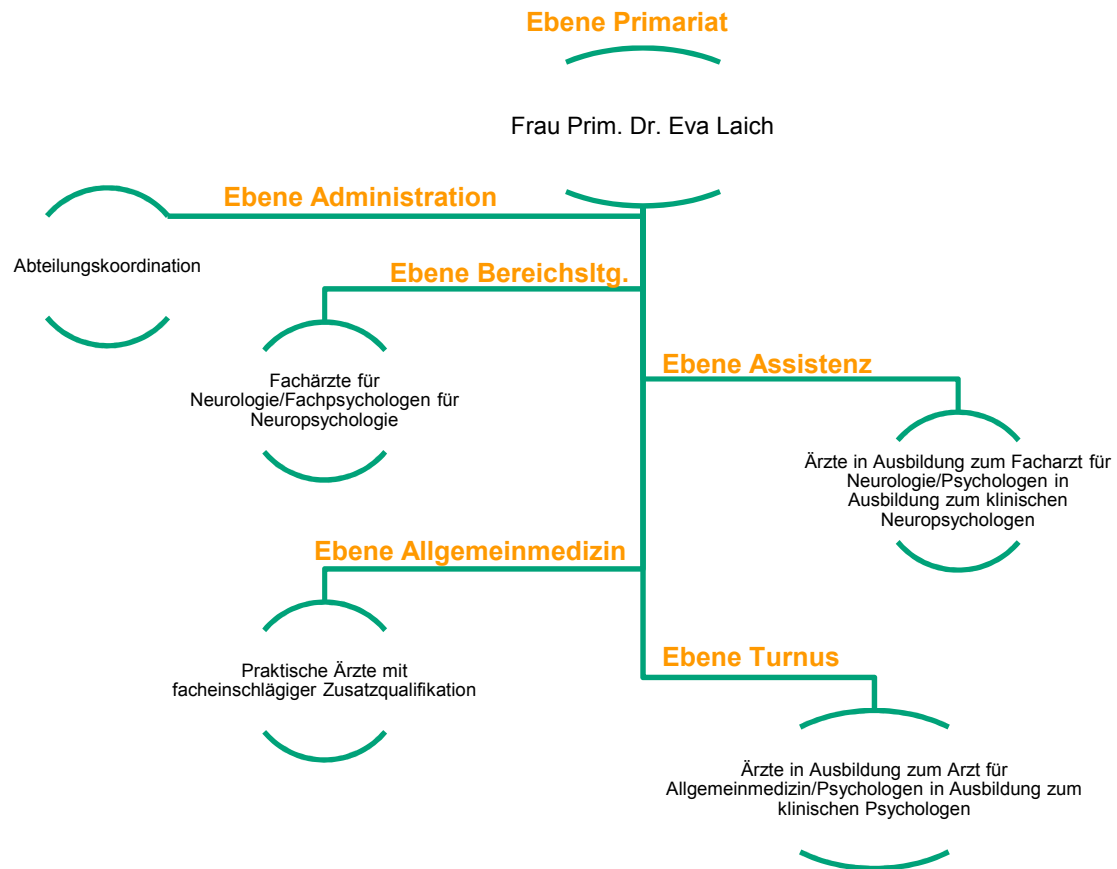 Ebene Primariat
Frau Prim. Dr. Eva Laich
Ebene Administration
Abteilungskoordination
Ebene Bereichsltg.
Fachärzte für
Neurologie/Fachpsychologen für
Neuropsychologie
Ebene Assistenz
Ärzte in Ausbildung zum Facharzt für
Neurologie/Psychologen in
Ausbildung zum klinischen
Neuropsychologen
Ebene Allgemeinmedizin
Praktische Ärzte mit
facheinschlägiger Zusatzqualifikation
Ebene Turnus
Ärzte in Ausbildung zum Arzt für
Allgemeinmedizin/Psychologen in Ausbildung zum
klinischen Psychologen